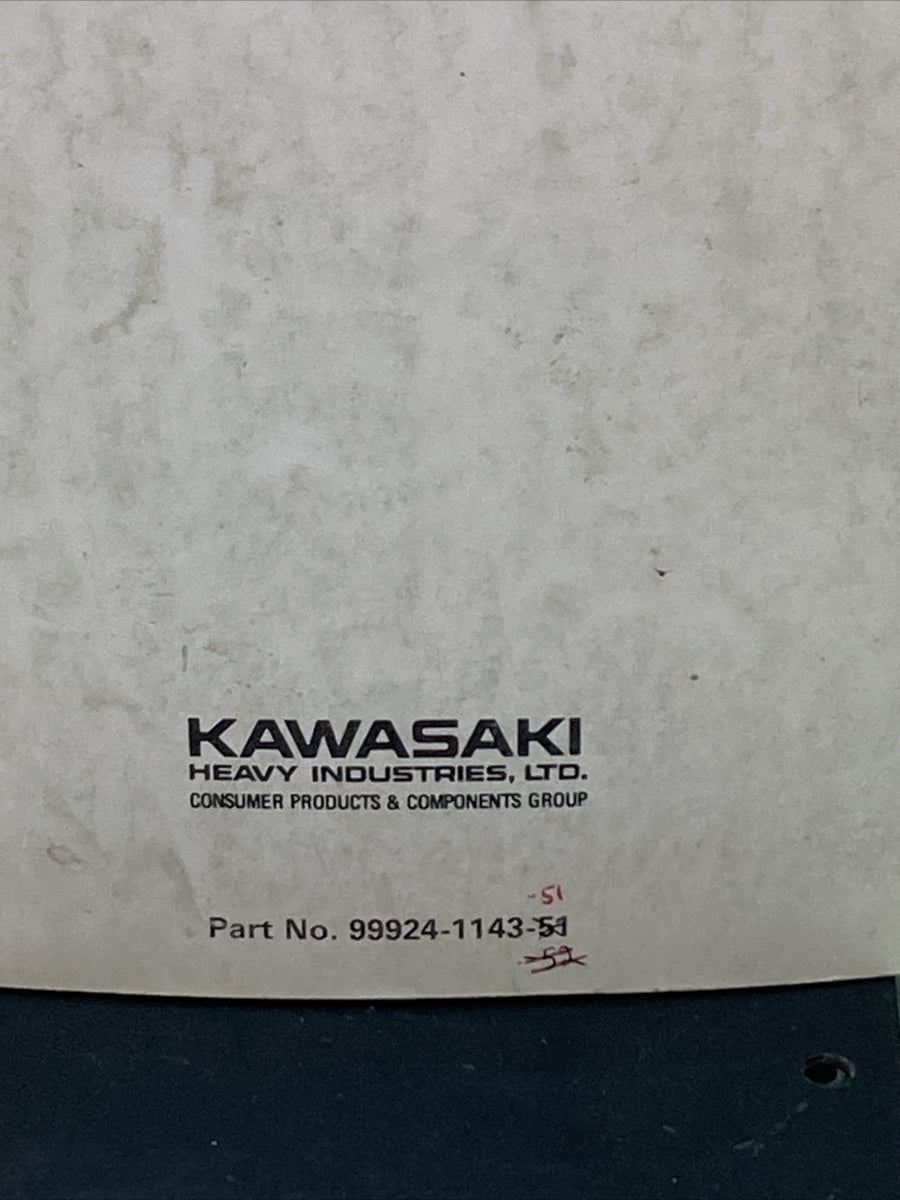 KAWASAKI
HEAVY INDUSTRIES, LTD.
CONSUMER PRODUCTS & COMPONENTS GROUP
-51
Part No. 99924-1143-51
-52